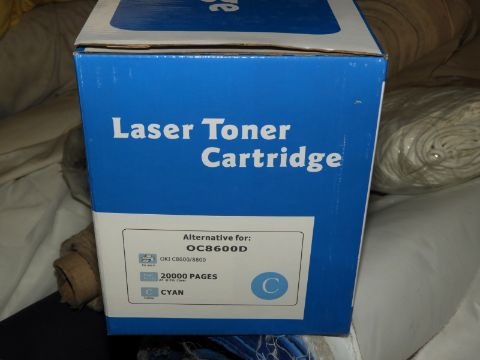 Laser Toner
Cartridge
Alternative for:
OC8600D
OKI C8600/8800
20000 PAGES
CYAN
C